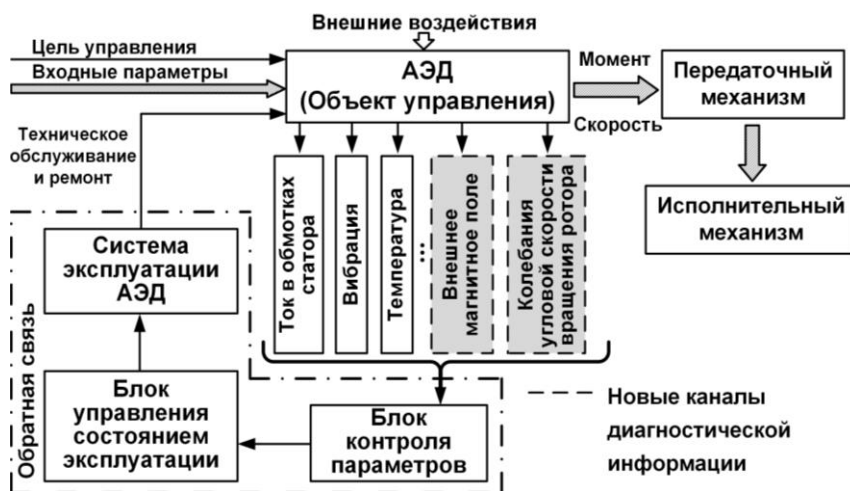 Внешние воздействия
Цель управления
Входные параметры
АЭД
(Объект управления)
Момент
Скорость
Передаточный
механизм
Исполнительный
механизм
Техническое
обслуживание
и ремонт
Ток в обмотках
статора
Вибрация
Температура
...
Внешнее
магнитное поле
Колебания
угловой скорости
вращения ротора
Система
эксплуатации
АЭД
Обратная связь
Блок
управления
состоянием
эксплуатации
Блок
контроля
параметров
Новые каналы
диагностической
информации